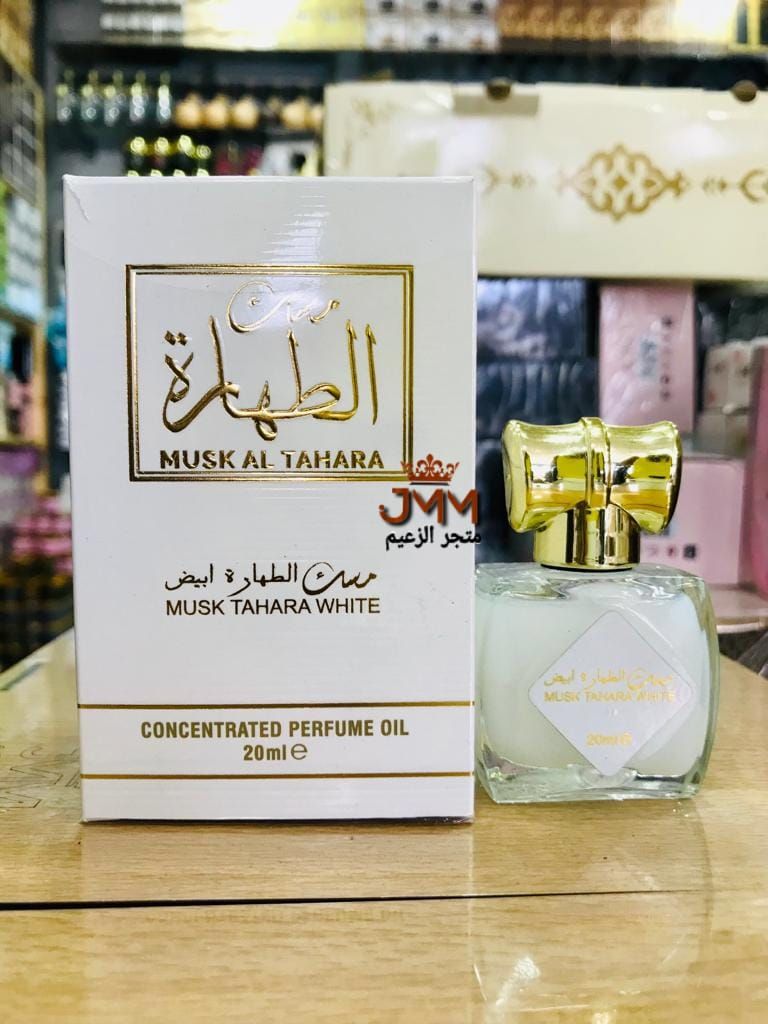 مسك
الطهارة
MUSK AL TAHARA
JMM
متجر الزعيم
مسك الطهارة ابيض
MUSK TAHARA WHITE
CONCENTRATED PERFUME OIL
20ml℮
مسك الطهارة ابيض
MUSK TAHARA WHITE
20ml℮